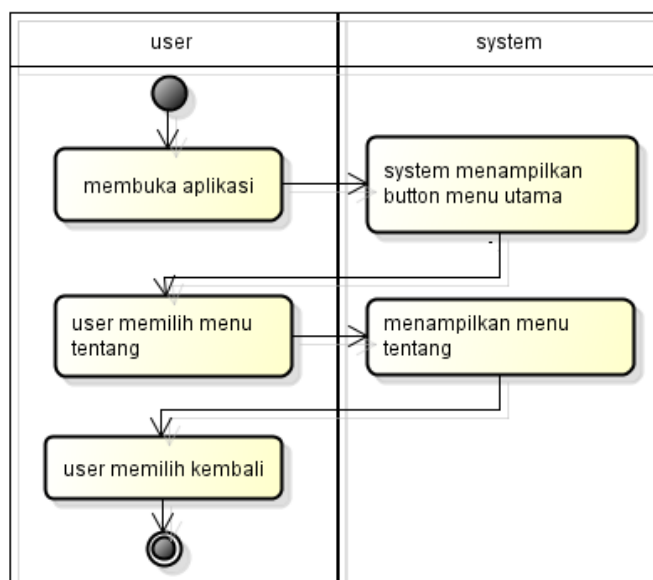 user
system
membuka aplikasi
system menampilkan
button menu utama
user memilih menu
tentang
menampilkan menu
tentang
user memilih kembali